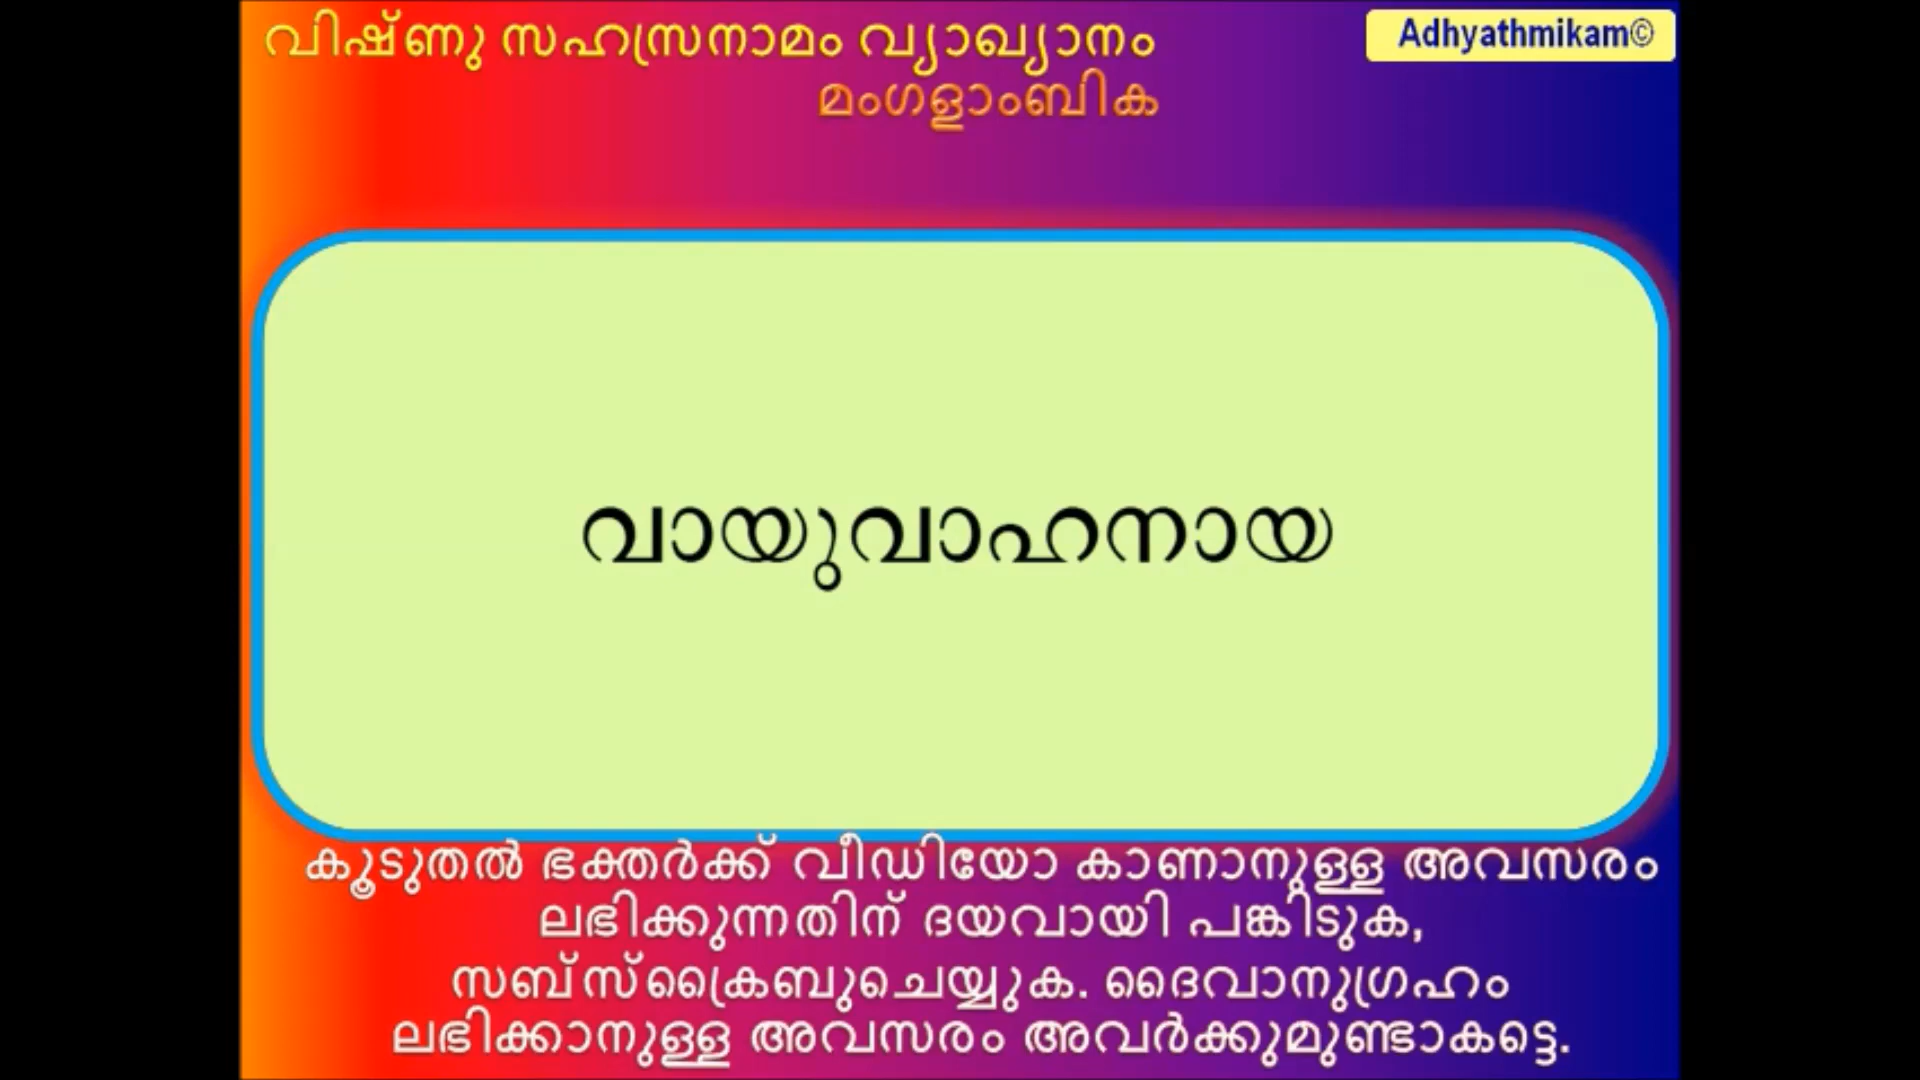 വിഷ്ണു സഹസ്രനാമം വ്യാഖ്യാനം
Adhyathmikam©
മംഗളാംബിക
വായുവാഹനായ
കൂടുതൽ ഭക്തർക്ക് വീഡിയോ കാണാനുള്ള അവസരം
ലഭിക്കുന്നതിന് ദയവായി പങ്കിടുക,
സബ്സ്ക്രൈബുചെയ്യുക. ദൈവാനുഗ്രഹം
ലഭിക്കാനുള്ള അവസരം അവർക്കുമുണ്ടാകട്ടെ.